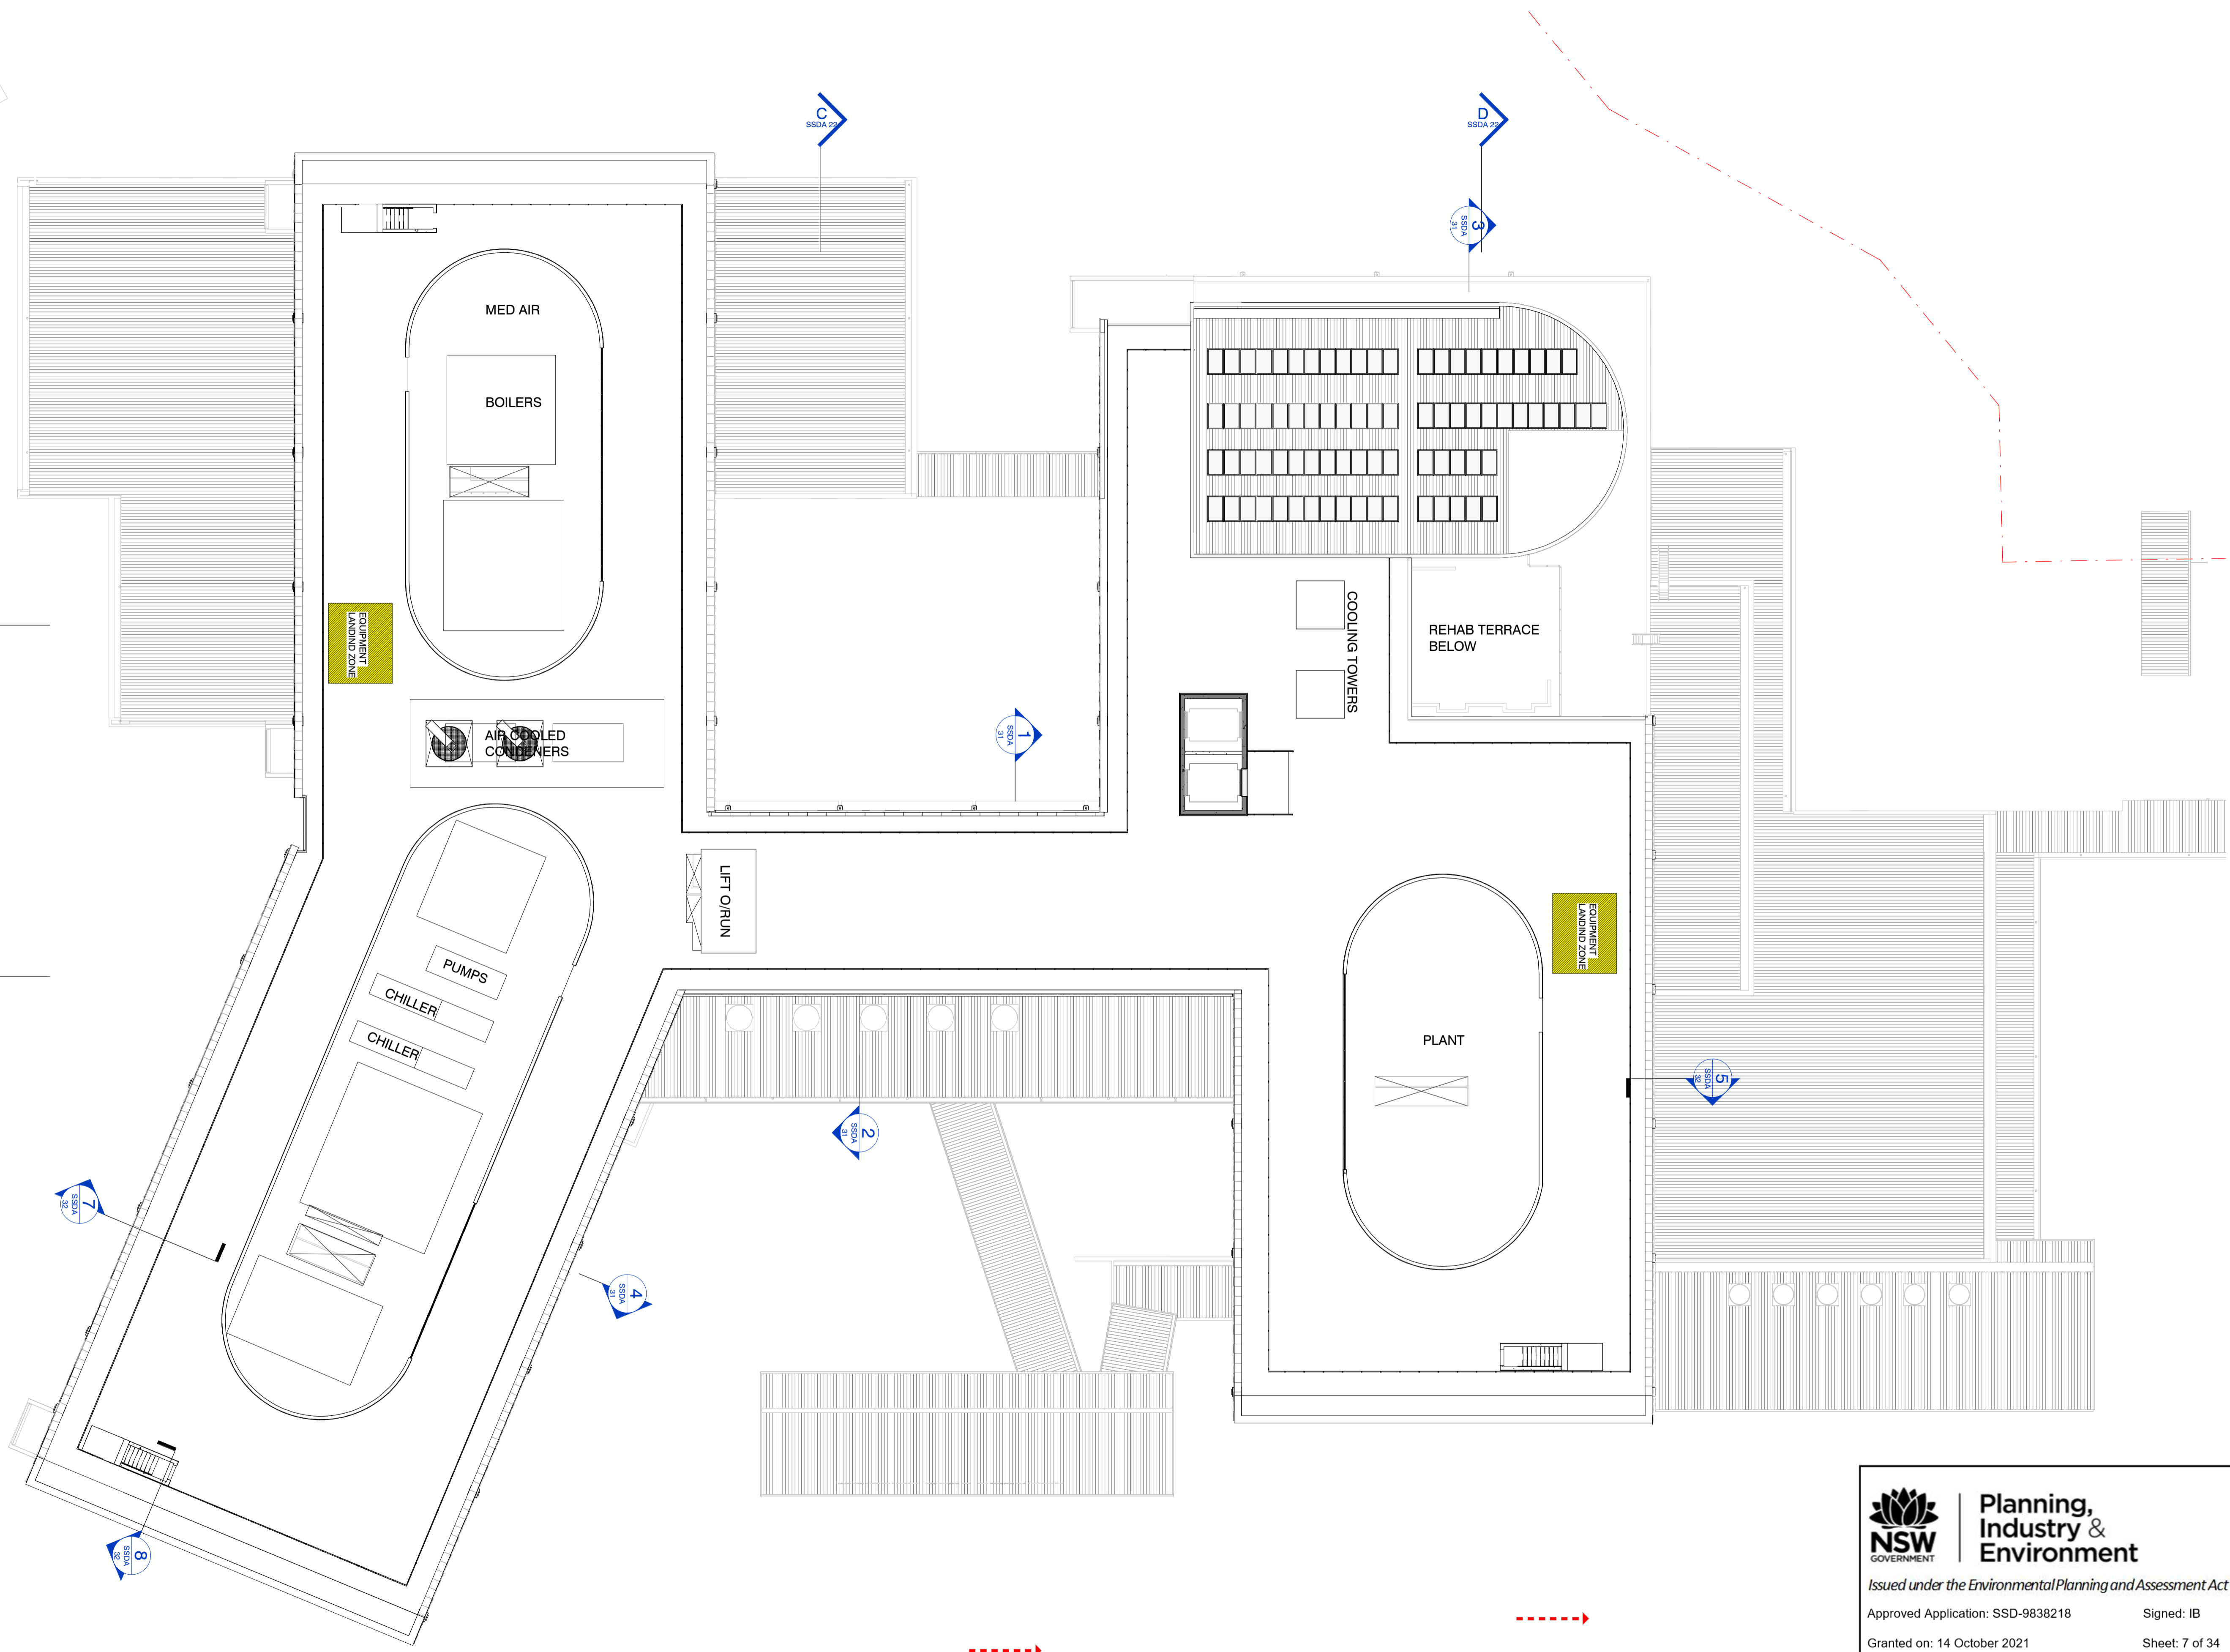 C
SSDA 22
D
SSDA 22
3
SSDA
31
MED AIR
BOILERS
EQUIPMENT
LANDIND ZONE
COOLING TOWERS
REHAB TERRACE
BELOW
1
SSDA
31
AIR COOLED
CONDENERS
LIFT O/RUN
EQUIPMENT
LANDIND ZONE
PUMPS
CHILLER
CHILLER
PLANT
5
SSDA
32
2
SSDA
31
7
SSDA
32
4
SSDA
31
8
SSDA
32
NSW
GOVERNMENT
Planning,
Industry &
Environment
Issued under the Environmental Planning and Assessment Act
Approved Application: SSD-9838218
Signed: IB
Granted on: 14 October 2021
Sheet: 7 of 34